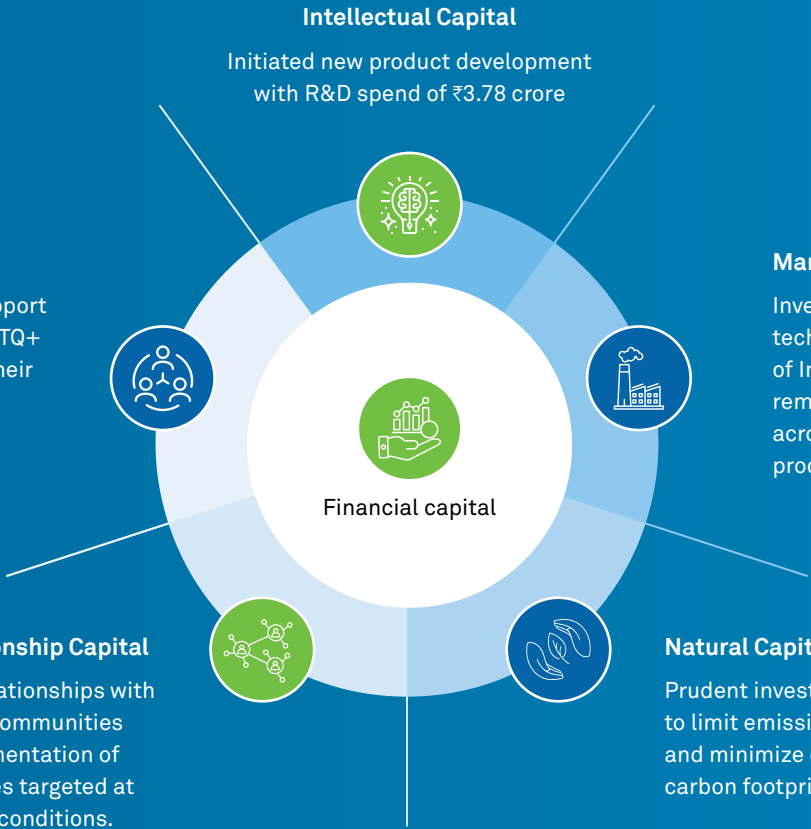 Intellectual Capital
Initiated new product development
with R&D spend of ₹3.78 crore
Financial capital
Inve
tech
of In
rem
acro
proc
Mar
port
TQ+
heir
onship Capital
ationships with
ommunities
mentation of
es targeted at
conditions.
Natural Capit
Prudent invest
to limit emissi
and minimize
carbon footpri